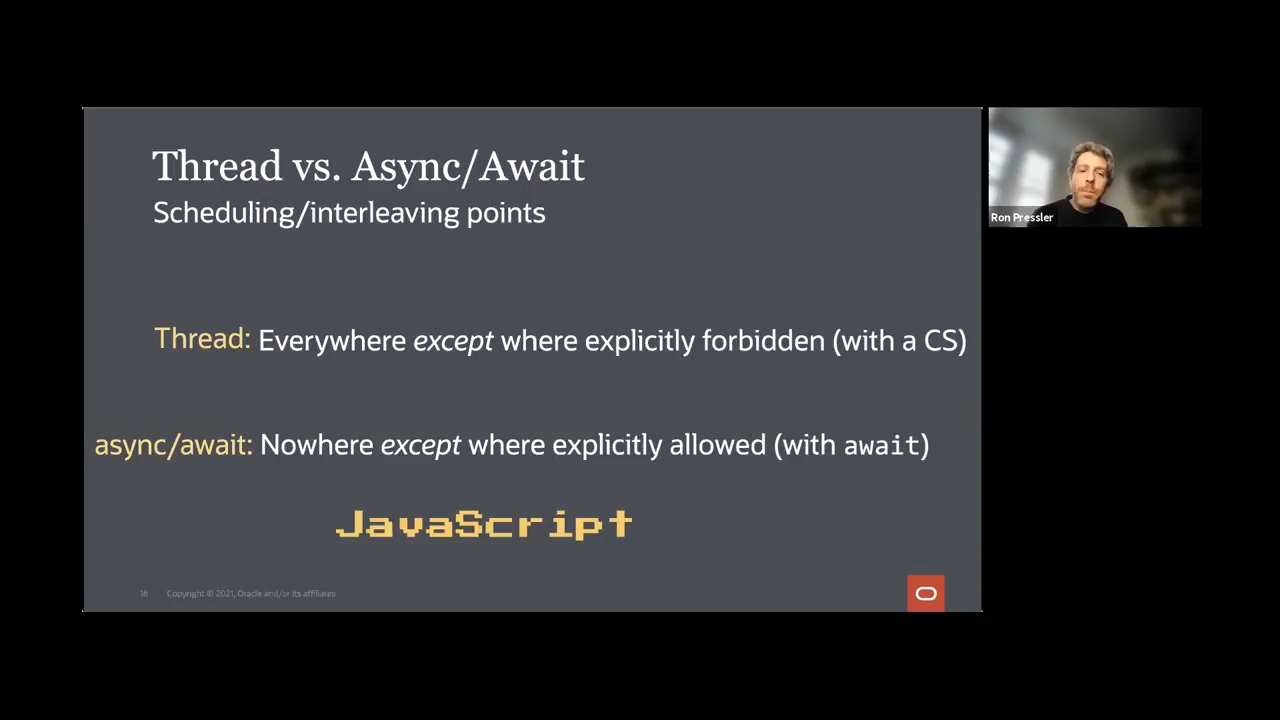 Thread vs. Async/Await
Scheduling/interleaving points
Thread: Everywhere except where explicitly forbidden (with a CS)
async/await: Nowhere except where explicitly allowed (with await)
JavaScript
16 Copyright © 2021, Oracle and/or its affiliates
Ron Pressler